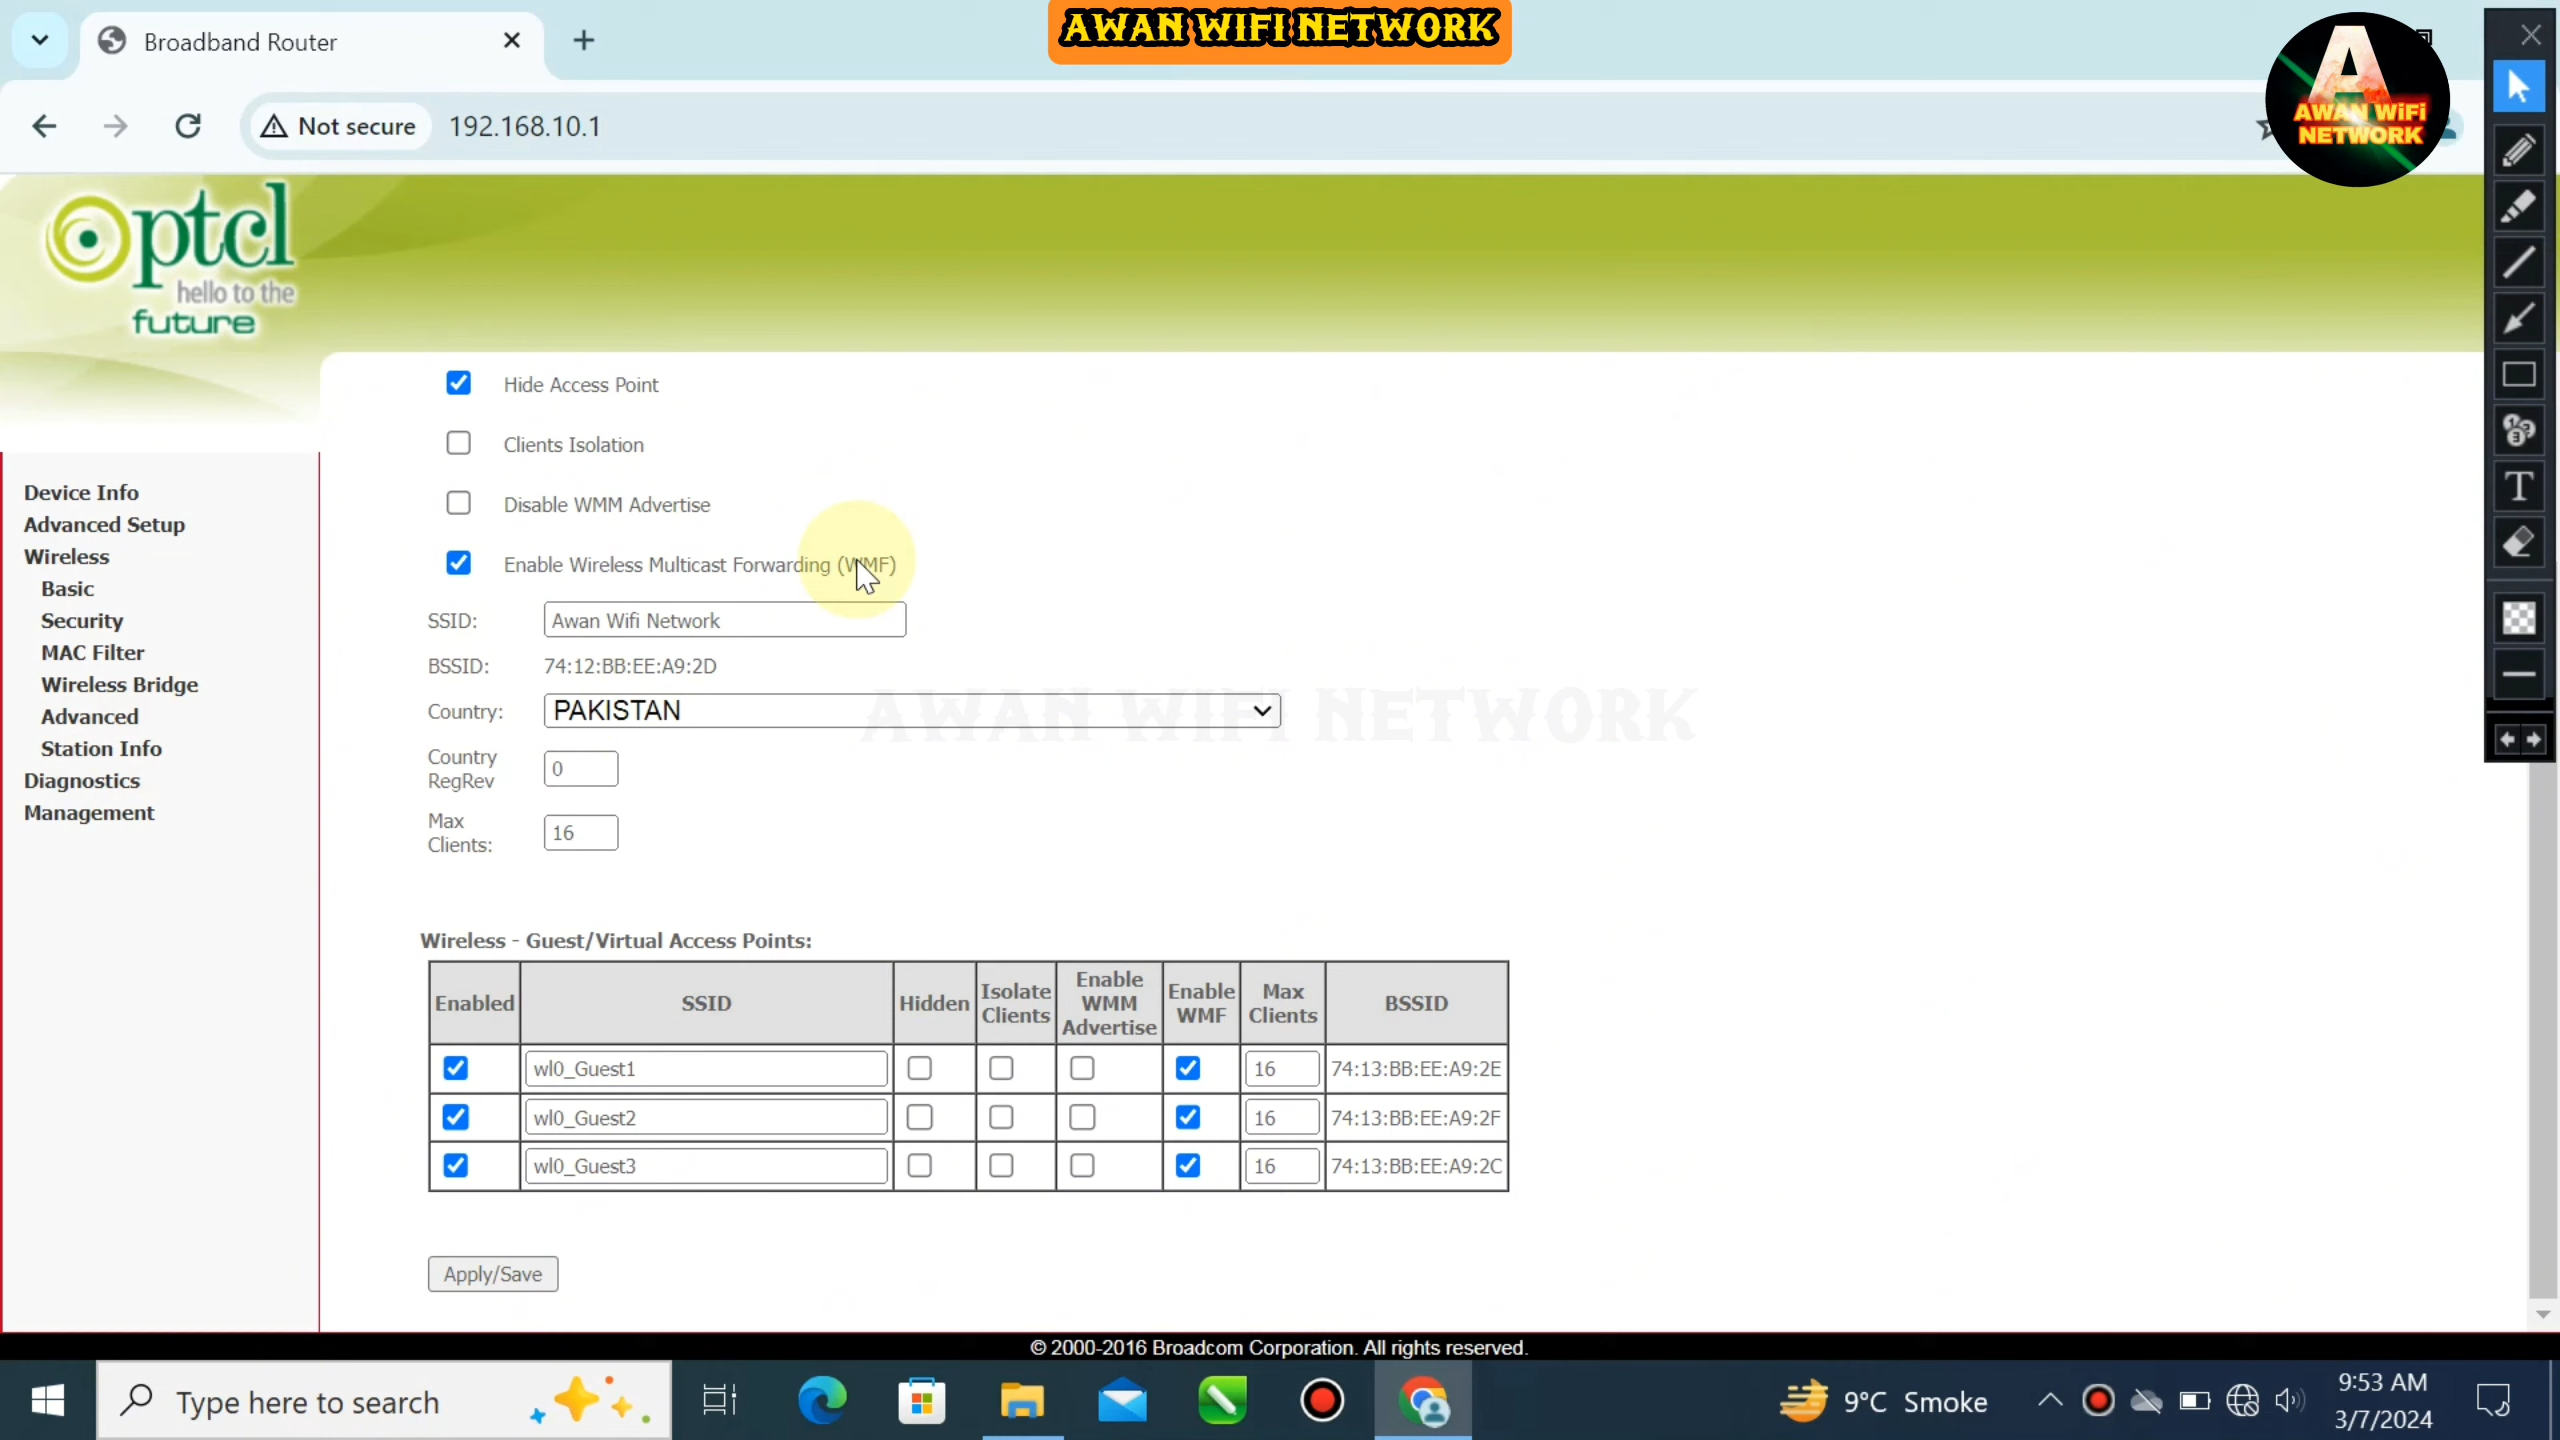 AWAN WIFI NETWORK
Broadband Router
Not secure
192.168.10.1
A
AWAN WiFi
NETWORK
ptcl
hello to the
future
Device Info
Advanced Setup
Wireless
Basic
Security
MAC Filter
Wireless Bridge
Advanced
Station Info
Diagnostics
Management
Hide Access Point
Clients Isolation
Disable WMM Advertise
Enable Wireless Multicast Forwarding (WMF)
SSID: Awan Wifi Network
BSSID: 74:12:BB:EE:A9:2D
Country: PAKISTAN
AWAN WIFI NETWORK
Country
RegRev 0
Max
Clients: 16
Wireless - Guest/Virtual Access Points:
Enabled SSID Hidden Isolate Clients Enable WMM Advertise Enable WMF Max Clients BSSID
wl0_Guest1 16 74:13:BB:EE:A9:2E
wl0_Guest2 16 74:13:BB:EE:A9:2F
wl0_Guest3 16 74:13:BB:EE:A9:2C
Apply/Save
© 2000-2016 Broadcom Corporation. All rights reserved.
Type here to search
9°C Smoke
9:53 AM
3/7/2024
T